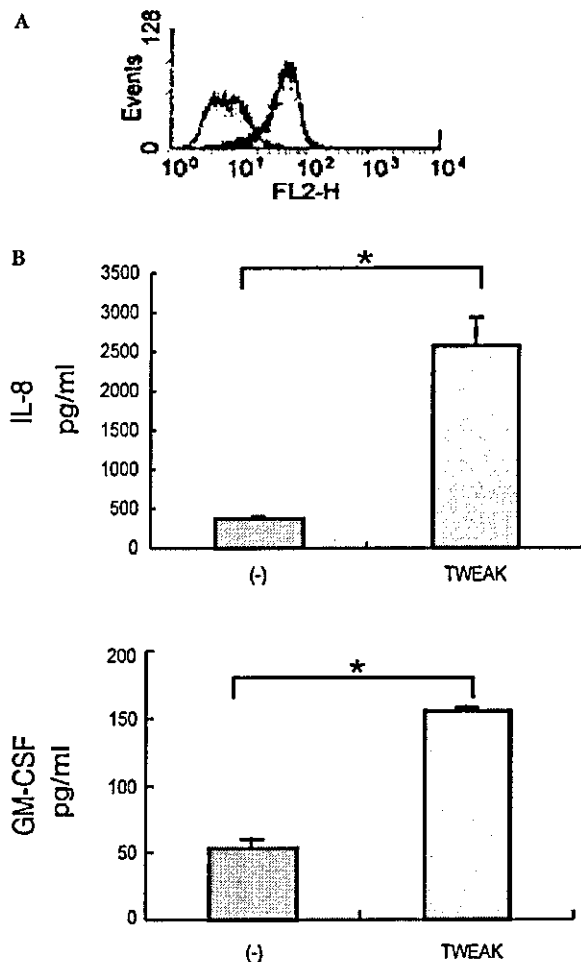 A
128
Events
0
10⁰ 10¹ 10² 10³ 10⁴
FL2-H
B
*
3500
3000
2500
2000
1500
1000
500
0
IL-8
pg/ml
(-) TWEAK
*
200
150
100
50
0
GM-CSF
pg/ml
(-) TWEAK